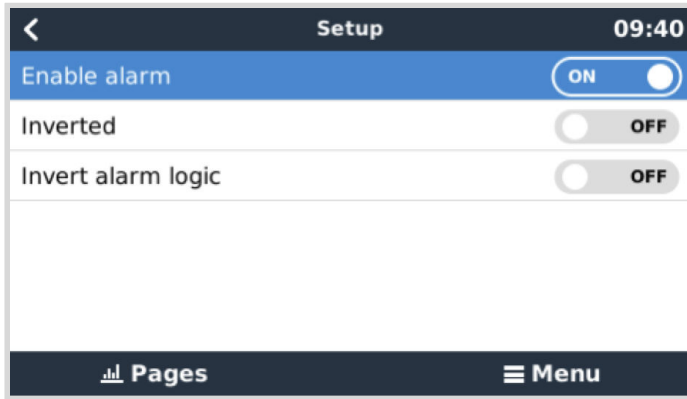 Setup 09:40
Enable alarm ON
Inverted OFF
Invert alarm logic OFF
Pages Menu